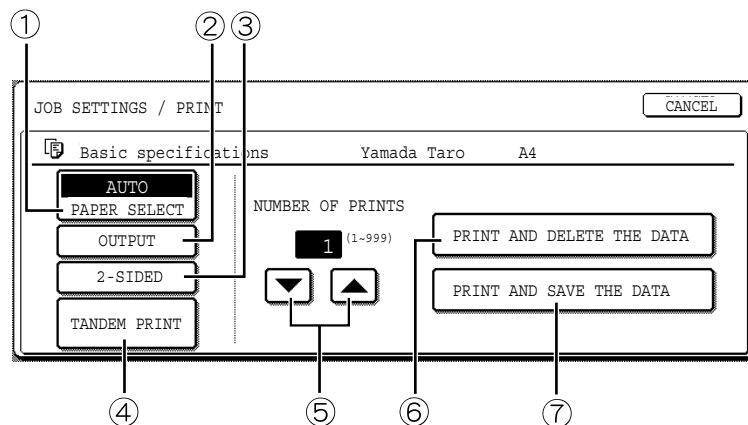 ① ② ③
JOB SETTINGS / PRINT
CANCEL
Basic specifications Yamada Taro A4
AUTO
PAPER SELECT
OUTPUT
2-SIDED
TANDEM PRINT
NUMBER OF PRINTS
1 (1~999)
PRINT AND DELETE THE DATA
PRINT AND SAVE THE DATA
④ ⑤ ⑥ ⑦